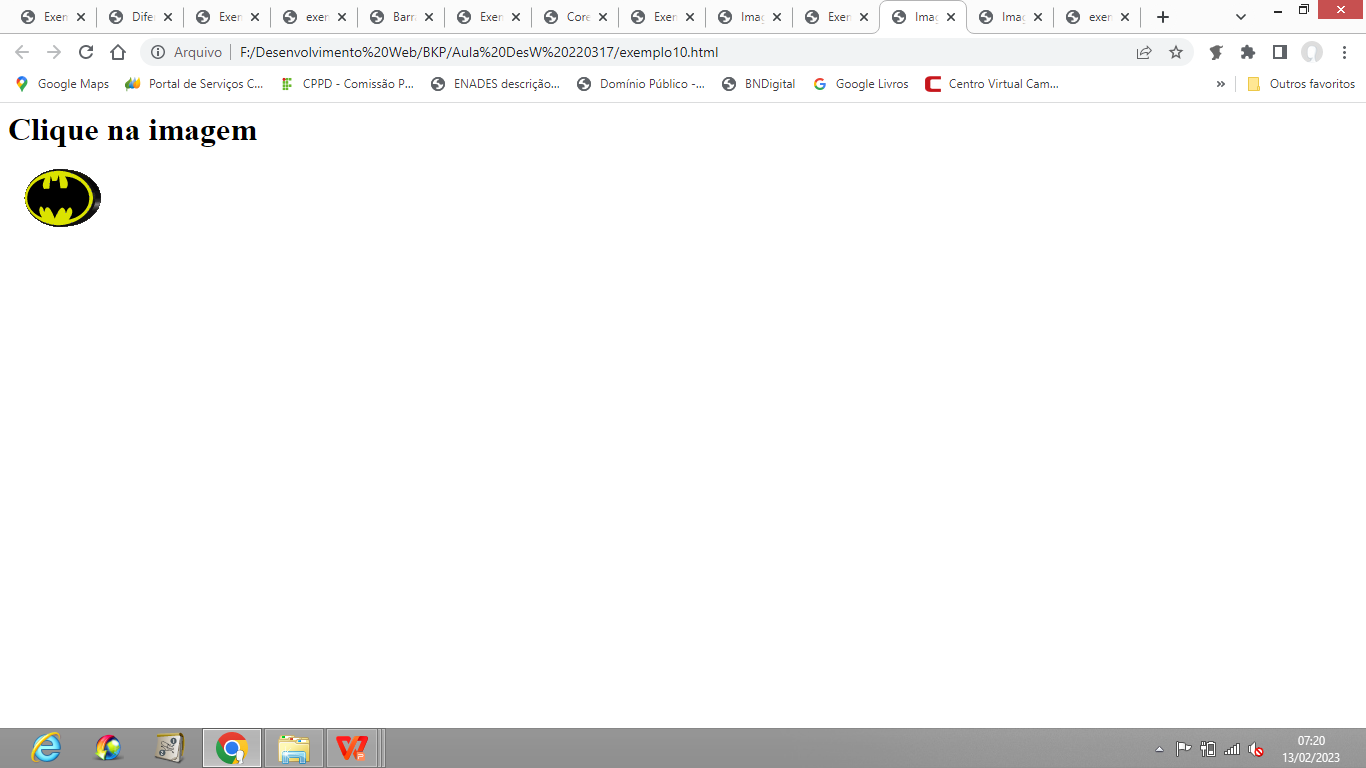 Exen Difer Exen exem Barra Exen Core Exen Imag Exen Imag Imag exen
Arquivo F:/Desenvolvimento%20Web/BKP/Aula%20DesW%20220317/exemplo10.html
Google Maps Portal de Serviços C... CPPD - Comissão P... ENADES descrição... Domínio Público -... BNDigital Google Livros Centro Virtual Cam... » Outros favoritos
Clique na imagem
07:20
13/02/2023